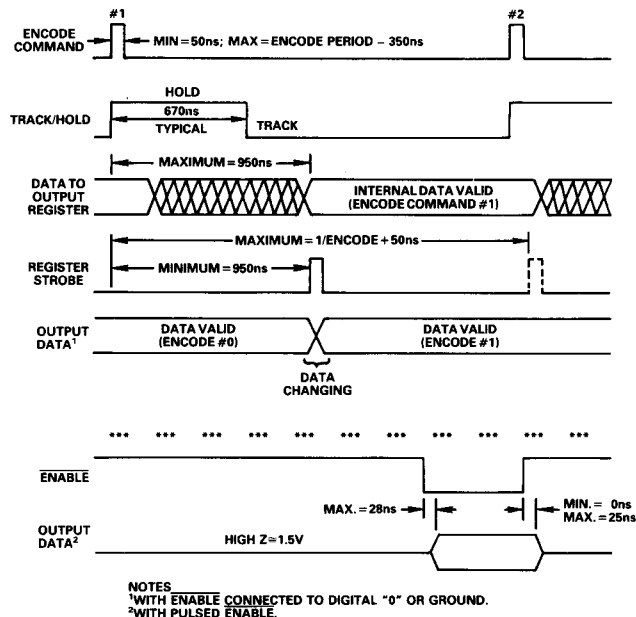 #1
#2
ENCODE
COMMAND
MIN = 50ns; MAX = ENCODE PERIOD – 350ns
HOLD
670ns
TYPICAL
TRACK/HOLD
TRACK
MAXIMUM = 950ns
DATA TO
OUTPUT
REGISTER
INTERNAL DATA VALID
(ENCODE COMMAND #1)
MAXIMUM = 1/ENCODE + 50ns
REGISTER
STROBE
MINIMUM = 950ns
OUTPUT
DATA¹
DATA VALID
(ENCODE #0)
DATA VALID
(ENCODE #1)
DATA
CHANGING
*** *** *** *** *** *** *** *** *** *** ***
ENABLE
MAX. = 28ns
MIN. = 0ns
MAX. = 25ns
OUTPUT
DATA²
HIGH Z ≃ 1.5V
NOTES
¹WITH ENABLE CONNECTED TO DIGITAL "0" OR GROUND.
²WITH PULSED ENABLE.